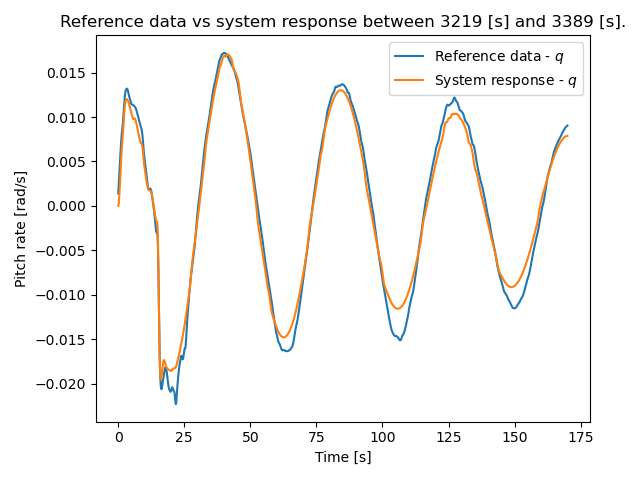 Reference data vs system response between 3219 [s] and 3389 [s].
Reference data - q
System response - q
Pitch rate [rad/s]
0.015
0.010
0.005
0.000
−0.005
−0.010
−0.015
−0.020
0 25 50 75 100 125 150 175
Time [s]